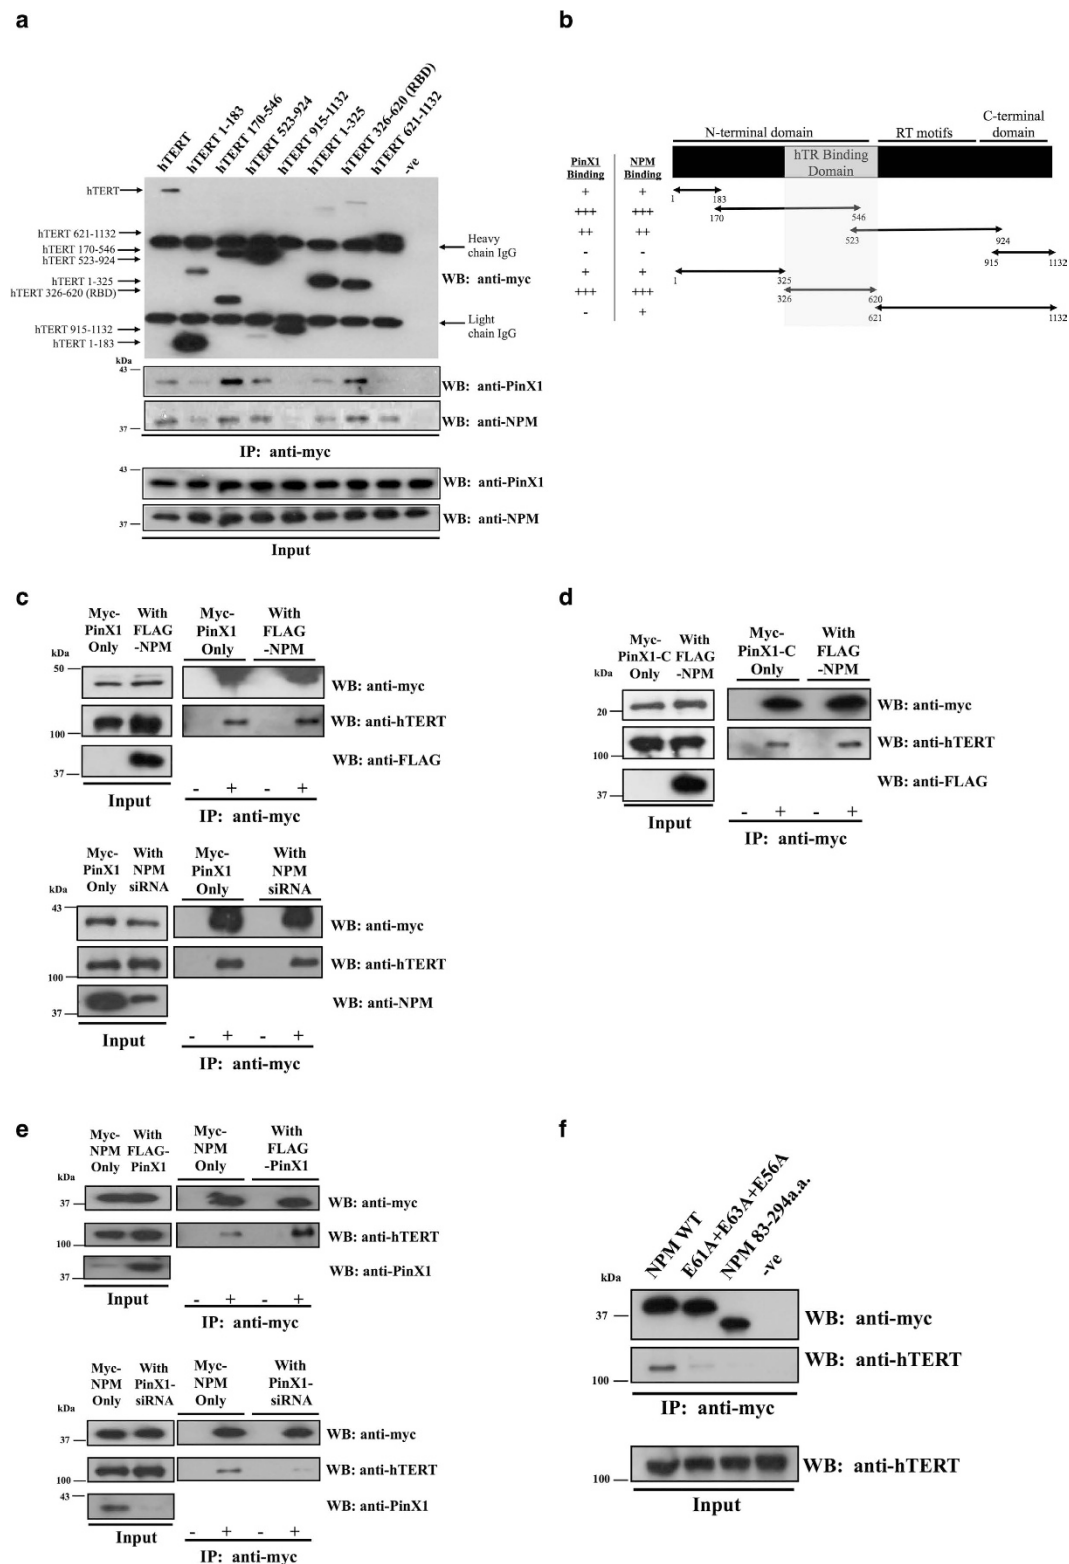 a
hTERT
hTERT 1-183
hTERT 170-546
hTERT 523-924
hTERT 915-1132
hTERT 1-325
hTERT 326-620 (RBD)
hTERT 621-1132
-ve
hTERT
hTERT 621-1132
hTERT 170-546
hTERT 523-924
hTERT 1-325
hTERT 326-620 (RBD)
hTERT 915-1132
hTERT 1-183
Heavy
chain IgG
WB: anti-myc
Light
chain IgG
kDa
43
WB: anti-PinX1
WB: anti-NPM
37
IP: anti-myc
43
WB: anti-PinX1
WB: anti-NPM
37
Input
b
C-terminal
domain
N-terminal domain
RT motifs
hTR Binding
Domain
PinX1
Binding
NPM
Binding
+ +
1 183
+++ +++
170 546
++ ++
523 924
- -
915 1132
+ +
1 325
+++ +++
326 620
- +
621 1132
c
Myc-
PinX1
Only
With
FLAG
-NPM
Myc-
PinX1
Only
With
FLAG
-NPM
kDa
50
WB: anti-myc
WB: anti-hTERT
100
WB: anti-FLAG
37
Input
- + - +
IP: anti-myc
Myc-
PinX1
Only
With
NPM
siRNA
Myc-
PinX1
Only
With
NPM
siRNA
kDa
43
WB: anti-myc
WB: anti-hTERT
100
WB: anti-NPM
37
Input
- + - +
IP: anti-myc
d
Myc-
PinX1-C
Only
With
FLAG
-NPM
Myc-
PinX1-C
Only
With
FLAG
-NPM
kDa
20
WB: anti-myc
WB: anti-hTERT
100
WB: anti-FLAG
37
Input
- + - +
IP: anti-myc
e
Myc-
NPM
Only
With
FLAG-
PinX1
Myc-
NPM
Only
With
FLAG
-PinX1
kDa
37
WB: anti-myc
WB: anti-hTERT
100
WB: anti-PinX1
37
Input
- + - +
IP: anti-myc
Myc-
NPM
Only
With
PinX1-
siRNA
Myc-
NPM
Only
With
PinX1-
siRNA
kDa
37
WB: anti-myc
WB: anti-hTERT
100
43
WB: anti-PinX1
Input
- + - +
IP: anti-myc
f
NPM WT
E61A+E63A+E56A
NPM 83-294a.a.
-ve
kDa
37
WB: anti-myc
WB: anti-hTERT
100
IP: anti-myc
WB: anti-hTERT
100
Input